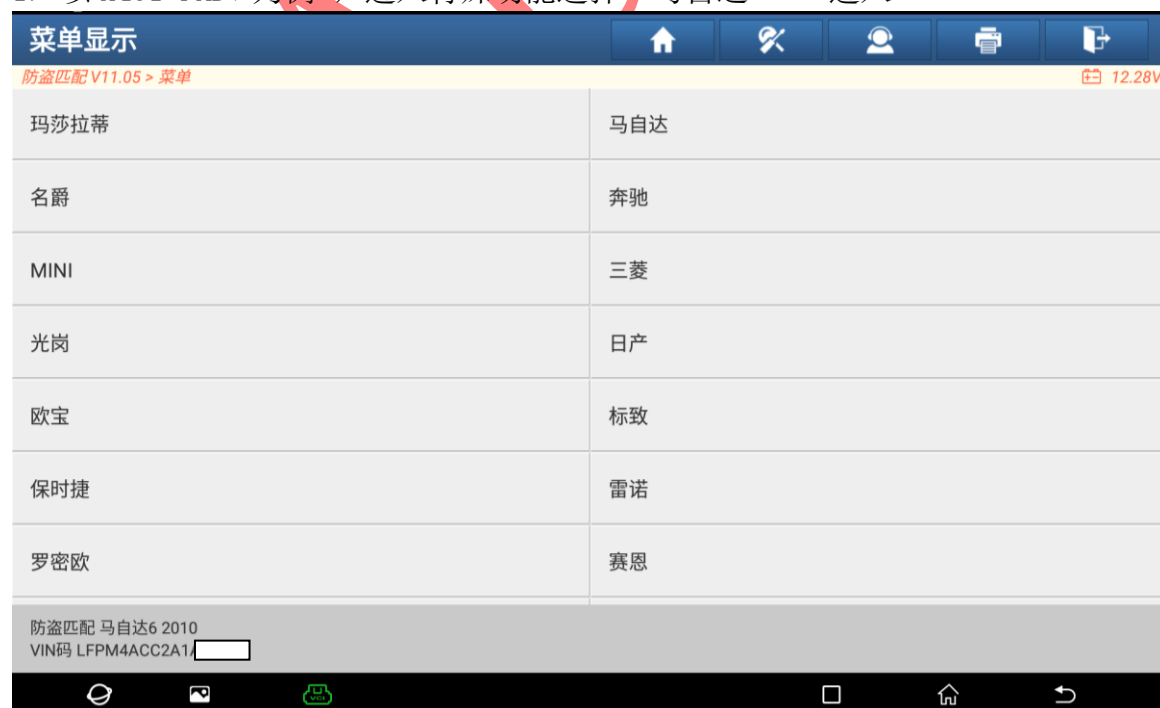 菜单显示
防盗匹配 V11.05 > 菜单
12.28V
玛莎拉蒂
马自达
名爵
奔驰
MINI
三菱
光岗
日产
欧宝
标致
保时捷
雷诺
罗密欧
赛恩
防盗匹配 马自达6 2010
VIN码 LFPM4ACC2A1
VCI